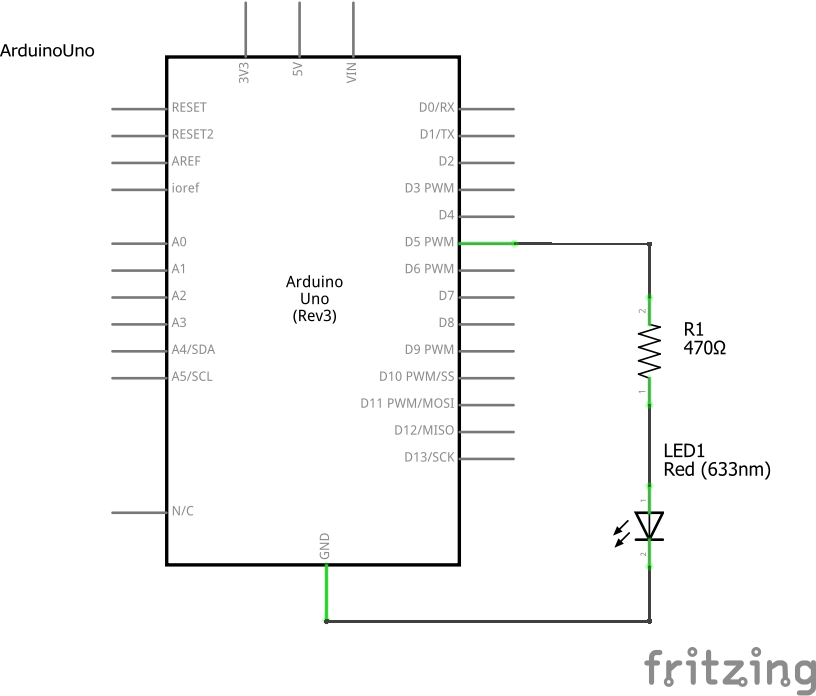 ArduinoUno
3V3
5V
VIN
RESET
RESET2
AREF
ioref
A0
A1
A2
A3
A4/SDA
A5/SCL
N/C
Arduino
Uno
(Rev3)
D0/RX
D1/TX
D2
D3 PWM
D4
D5 PWM
D6 PWM
D7
D8
D9 PWM
D10 PWM/SS
D11 PWM/MOSI
D12/MISO
D13/SCK
GND
2
R1
470Ω
1
LED1
Red (633nm)
1
2
fritzing